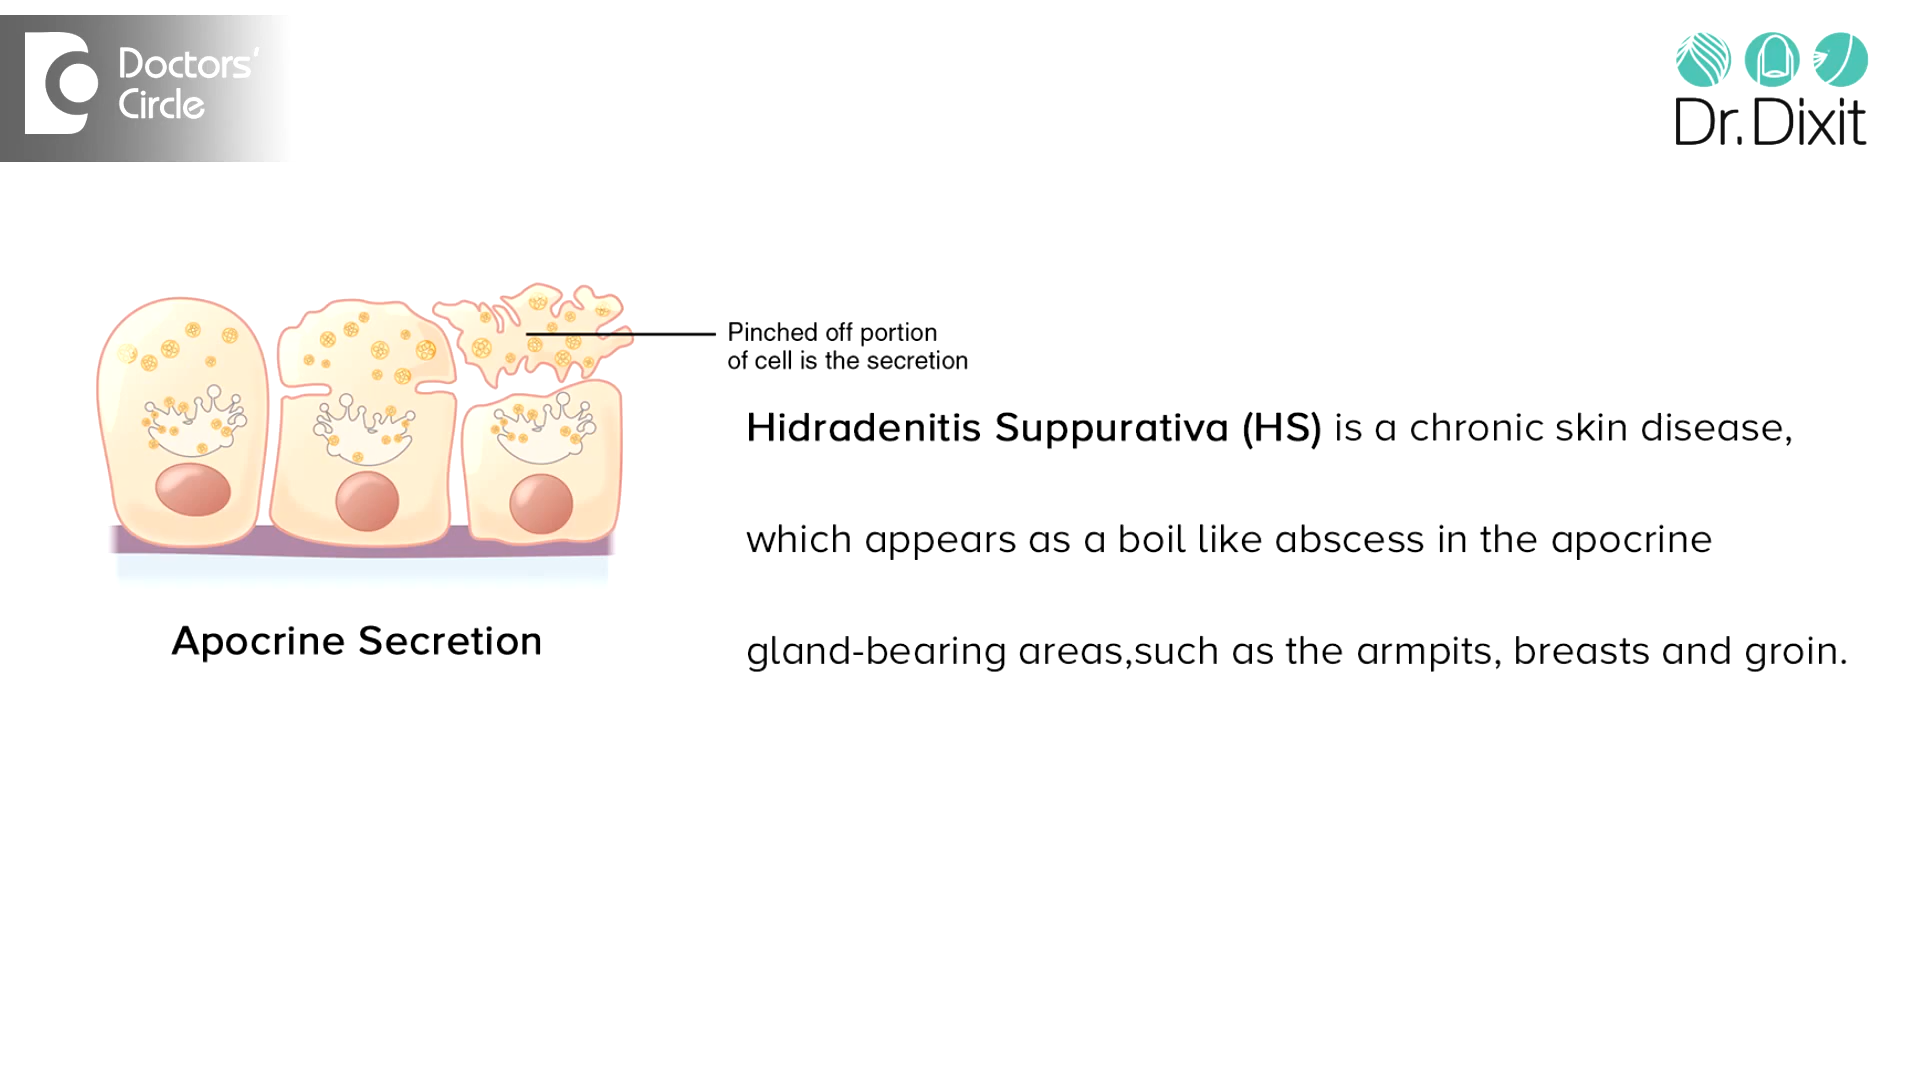 Doctors'
Circle
Dr. Dixit
Pinched off portion
of cell is the secretion
Hidradenitis Suppurativa (HS) is a chronic skin disease,
which appears as a boil like abscess in the apocrine
gland-bearing areas,such as the armpits, breasts and groin.
Apocrine Secretion